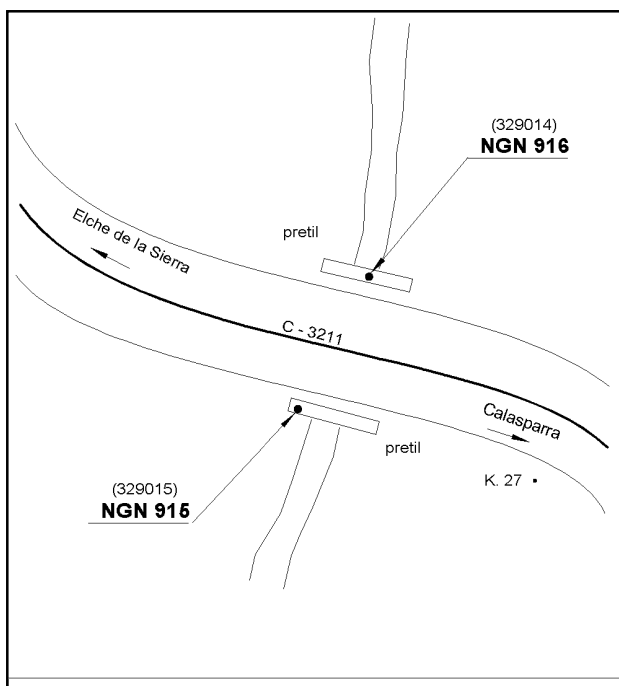 (329014)
NGN 916
Elche de la Sierra
pretil
C - 3211
Calasparra
pretil
K. 27
(329015)
NGN 915